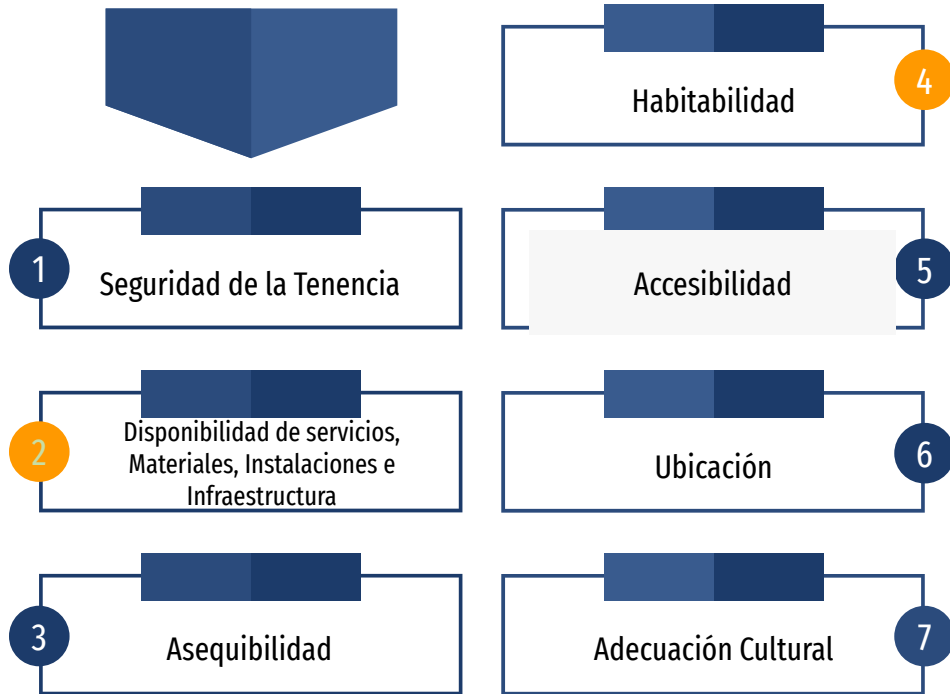 1
Seguridad de la Tenencia
2
Disponibilidad de servicios,
Materiales, Instalaciones e
Infraestructura
3
Asequibilidad
4
Habitabilidad
5
Accesibilidad
6
Ubicación
7
Adecuación Cultural